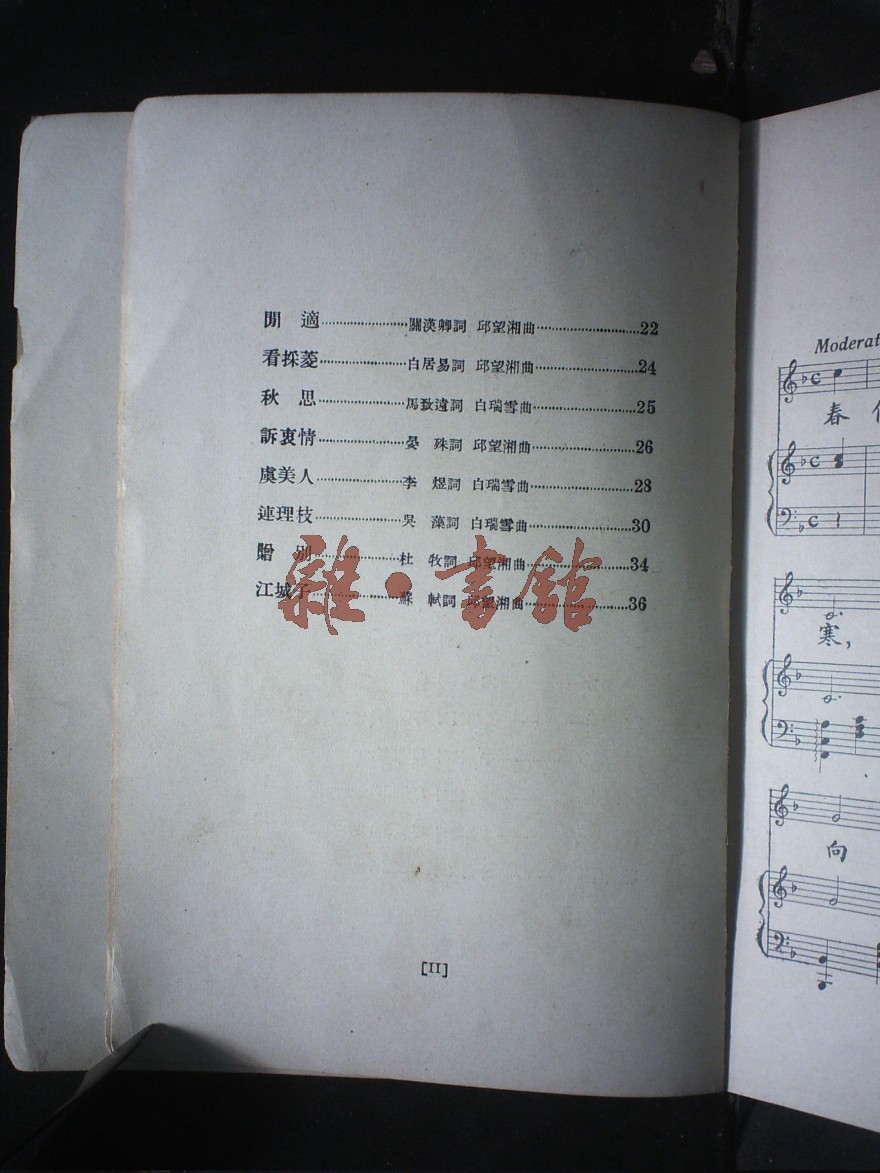 閒　適……………關漢卿詞 邱望湘曲……………22
看採菱……………白居易詞 邱望湘曲……………24
秋　思……………馬致遠詞 白瑞雪曲……………25
訴衷情……………晏　殊詞 邱望湘曲……………26
虞美人……………李　煜詞 白瑞雪曲……………28
連理枝……………吳　藻詞 白瑞雪曲……………30
贈　別……………杜　牧詞 邱望湘曲……………34
江城子……………蘇　軾詞 邱望湘曲……………36
雜·書館
[II]
Moderat
春
寒，
向